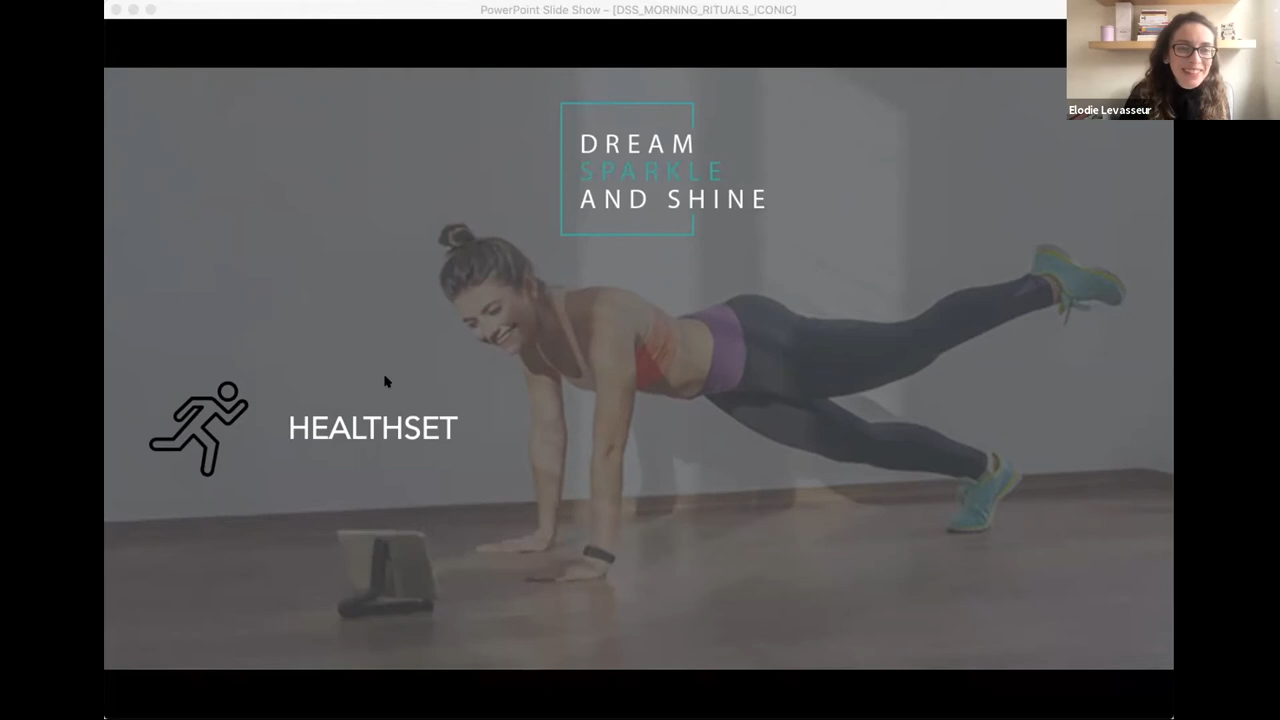 PowerPoint Slide Show – [DSS_MORNING_RITUALS_ICONIC]
Elodie Levasseur
DREAM
SPARKLE
AND SHINE
HEALTHSET